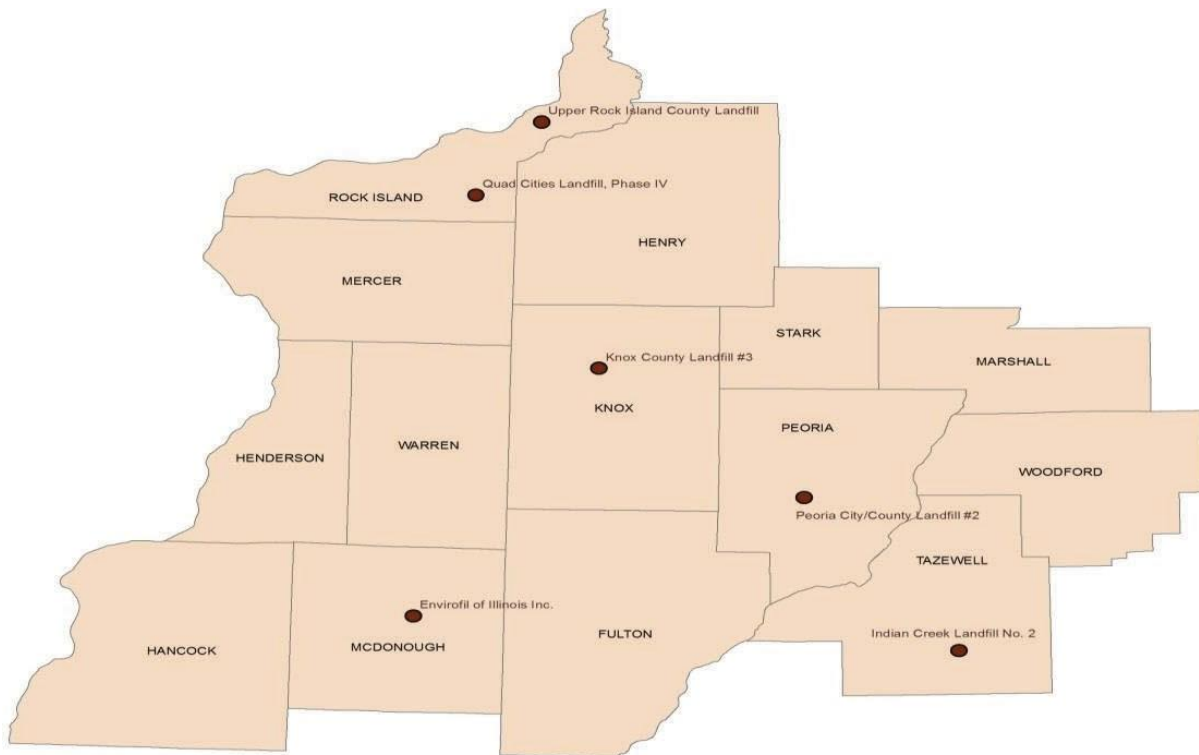 Upper Rock Island County Landfill
Quad Cities Landfill, Phase IV
ROCK ISLAND
HENRY
MERCER
STARK
Knox County Landfill #3
MARSHALL
KNOX
PEORIA
WARREN
HENDERSON
WOODFORD
Peoria City/County Landfill #2
TAZEWELL
Envirofil of Illinois Inc.
FULTON
Indian Creek Landfill No. 2
MCDONOUGH
HANCOCK